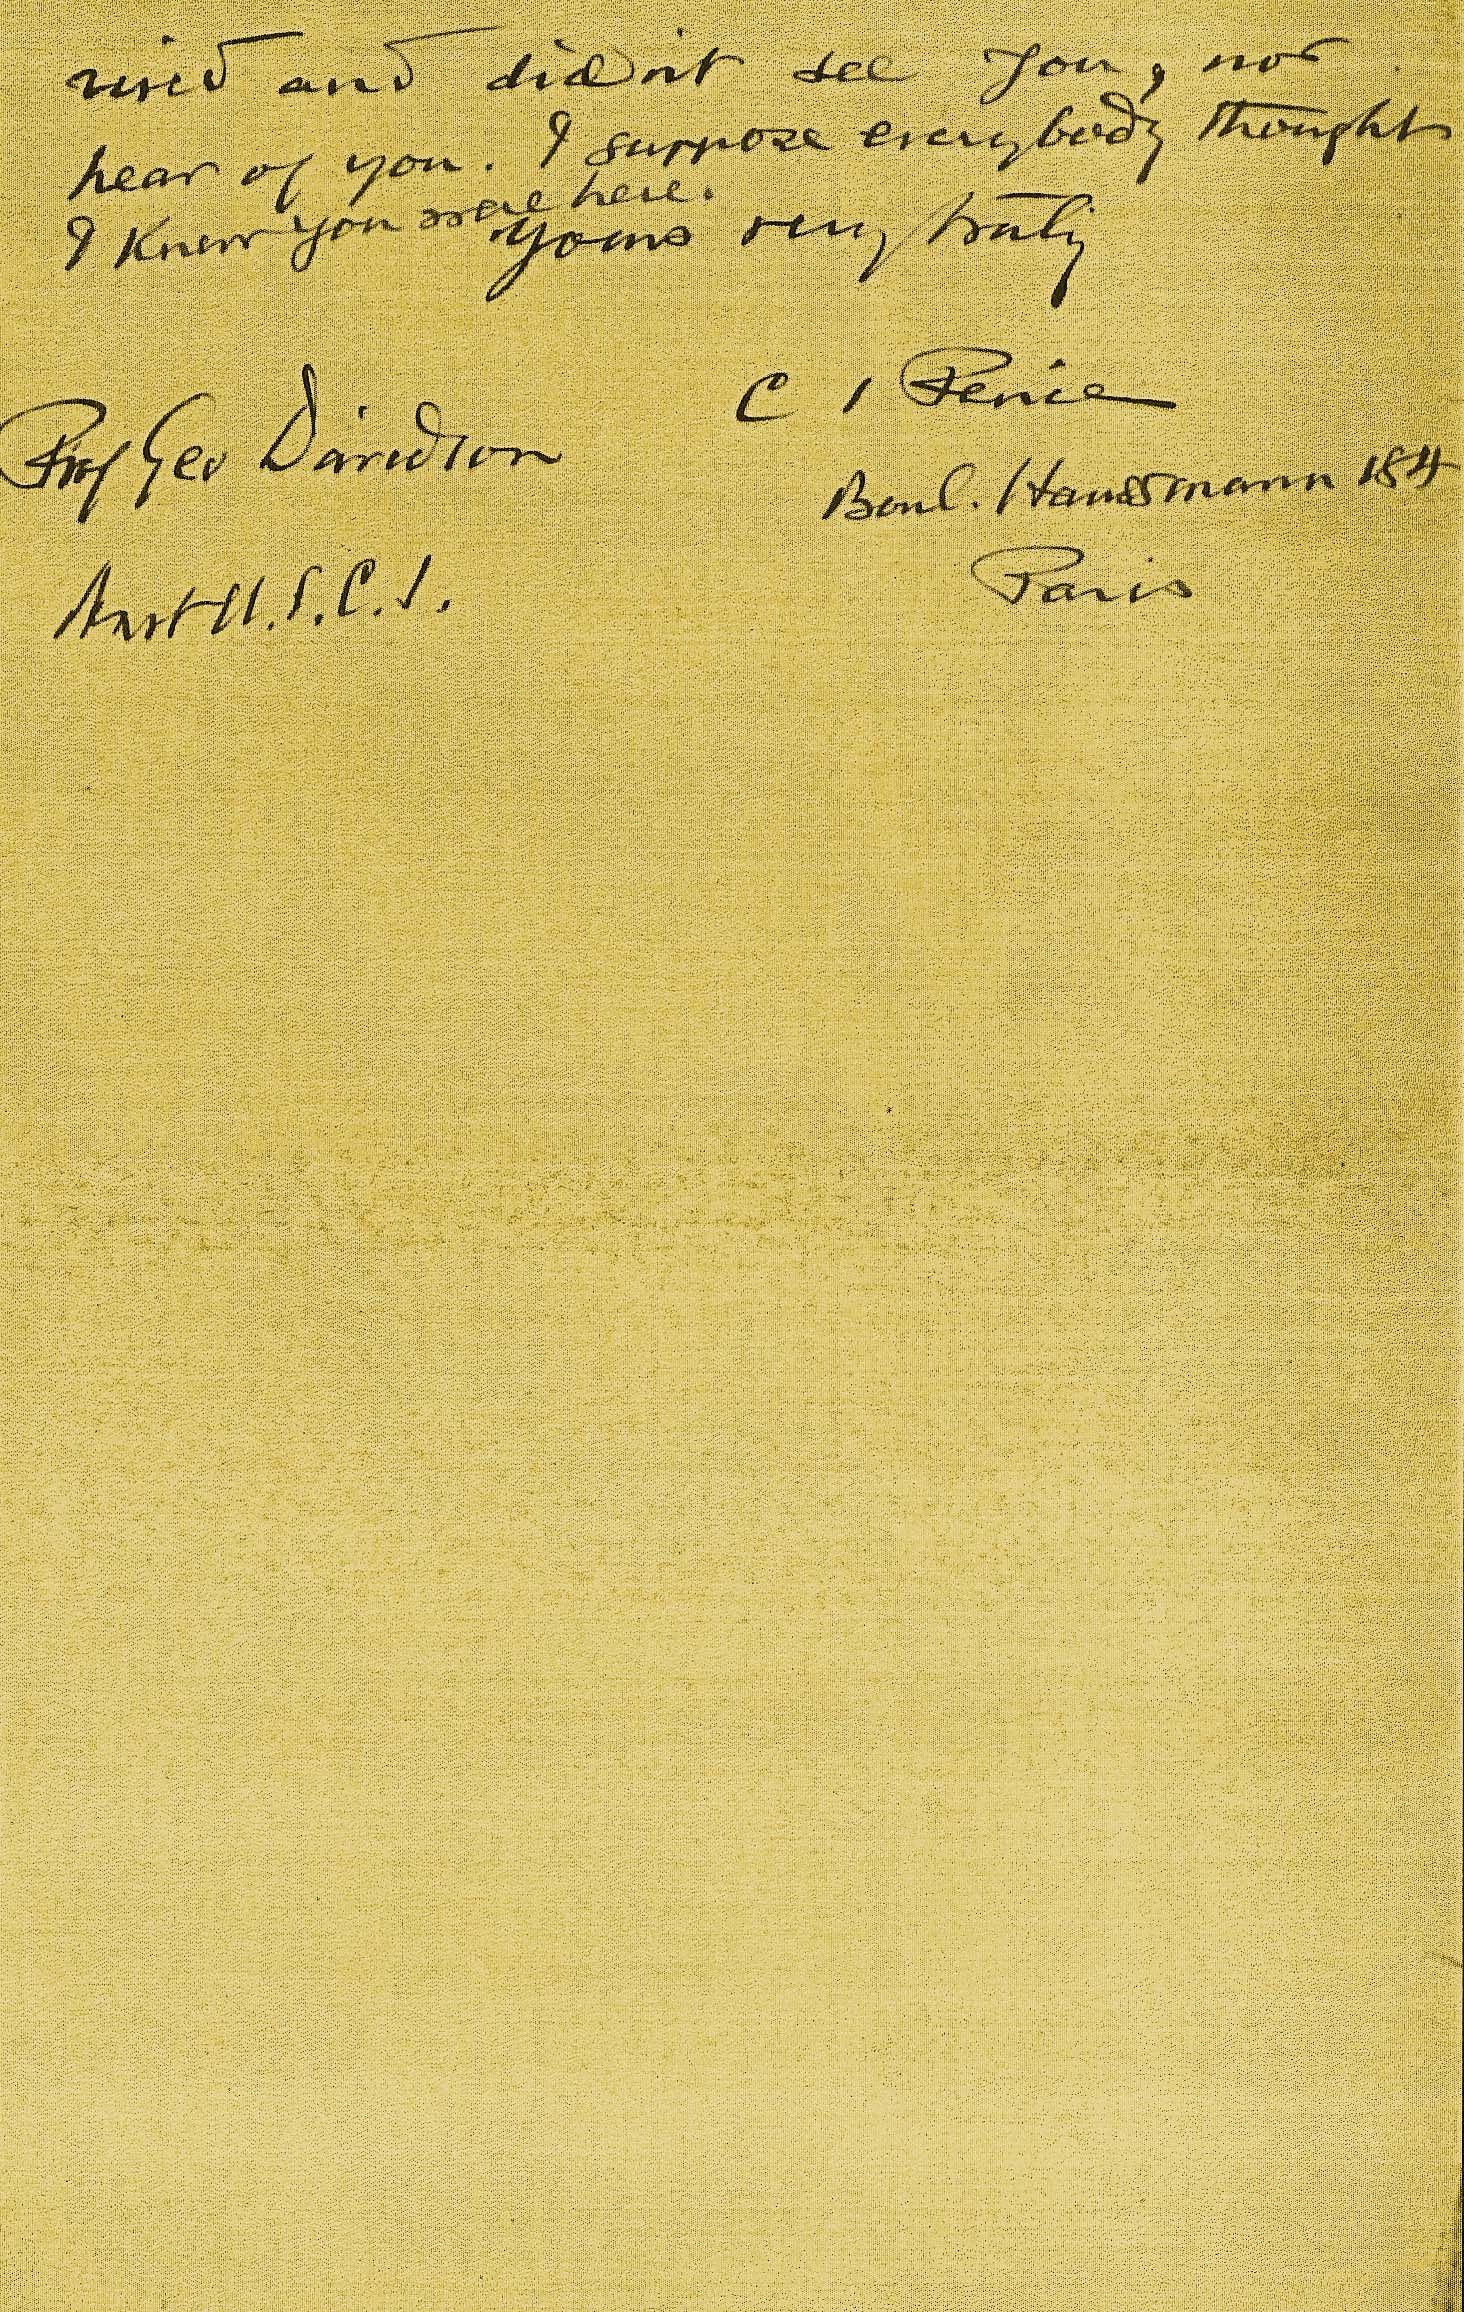 rived and didn't see you, nor
hear of you. I suppose everybody thought
I knew you were here.
Yours very truly
C S Peirce
Prof Geo Davidson
Boul. Haussmann 184
Paris
Asst U.S.C.S.